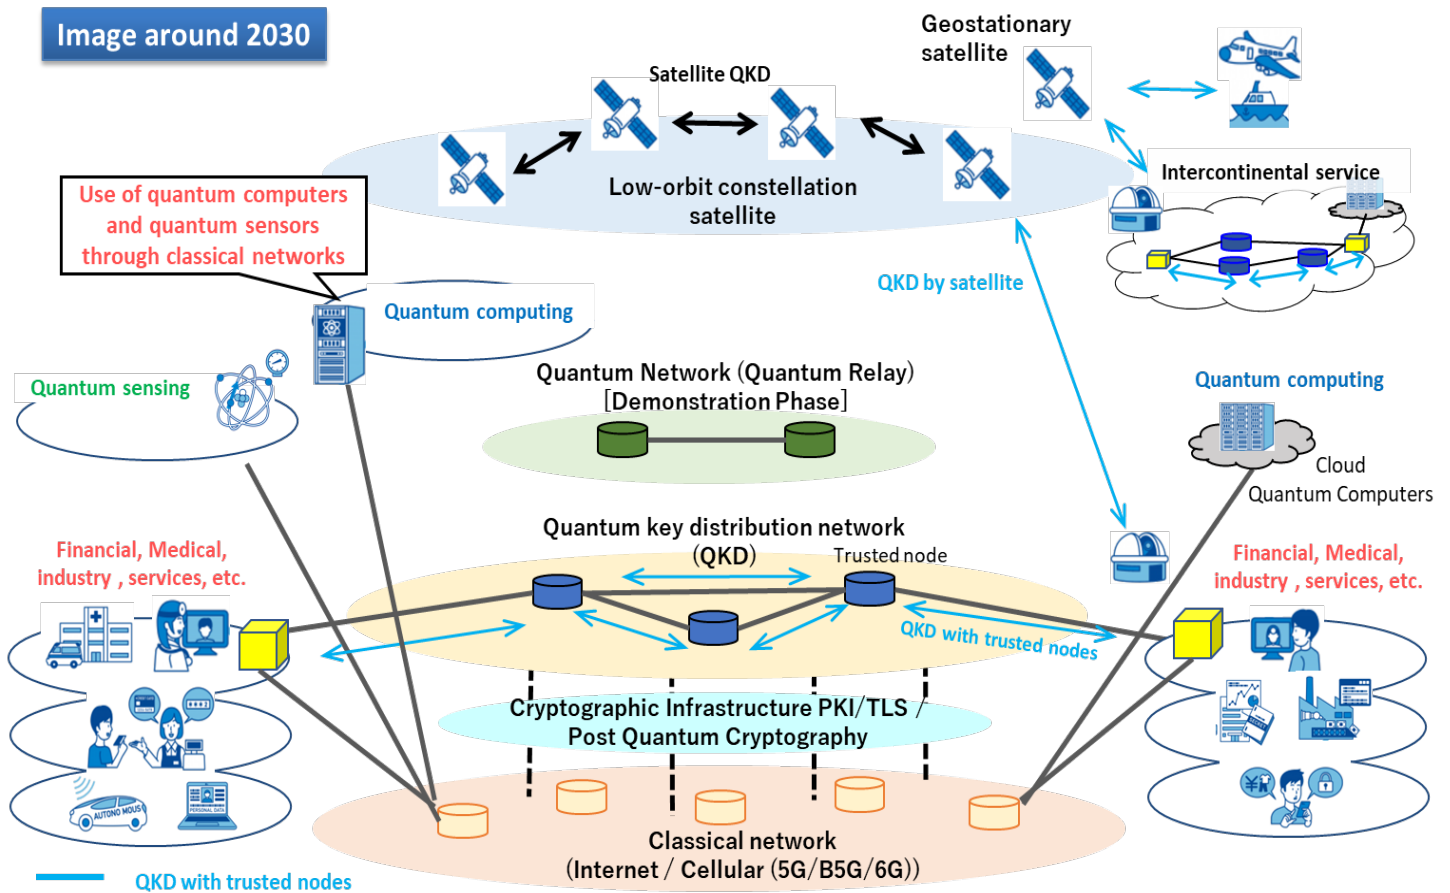 Image around 2030
Geostationary
satellite
Satellite QKD
Low-orbit constellation
satellite
Intercontinental service
Use of quantum computers
and quantum sensors
through classical networks
QKD by satellite
Quantum computing
Quantum sensing
Quantum Network (Quantum Relay)
[Demonstration Phase]
Quantum computing
Cloud
Quantum Computers
Quantum key distribution network
(QKD)
Trusted node
Financial, Medical,
industry , services, etc.
Financial, Medical,
industry , services, etc.
QKD with trusted nodes
Cryptographic Infrastructure PKI/TLS /
Post Quantum Cryptography
AUTONO MOUS
PERSONAL DATA
¥
Classical network
(Internet / Cellular (5G/B5G/6G))
QKD with trusted nodes